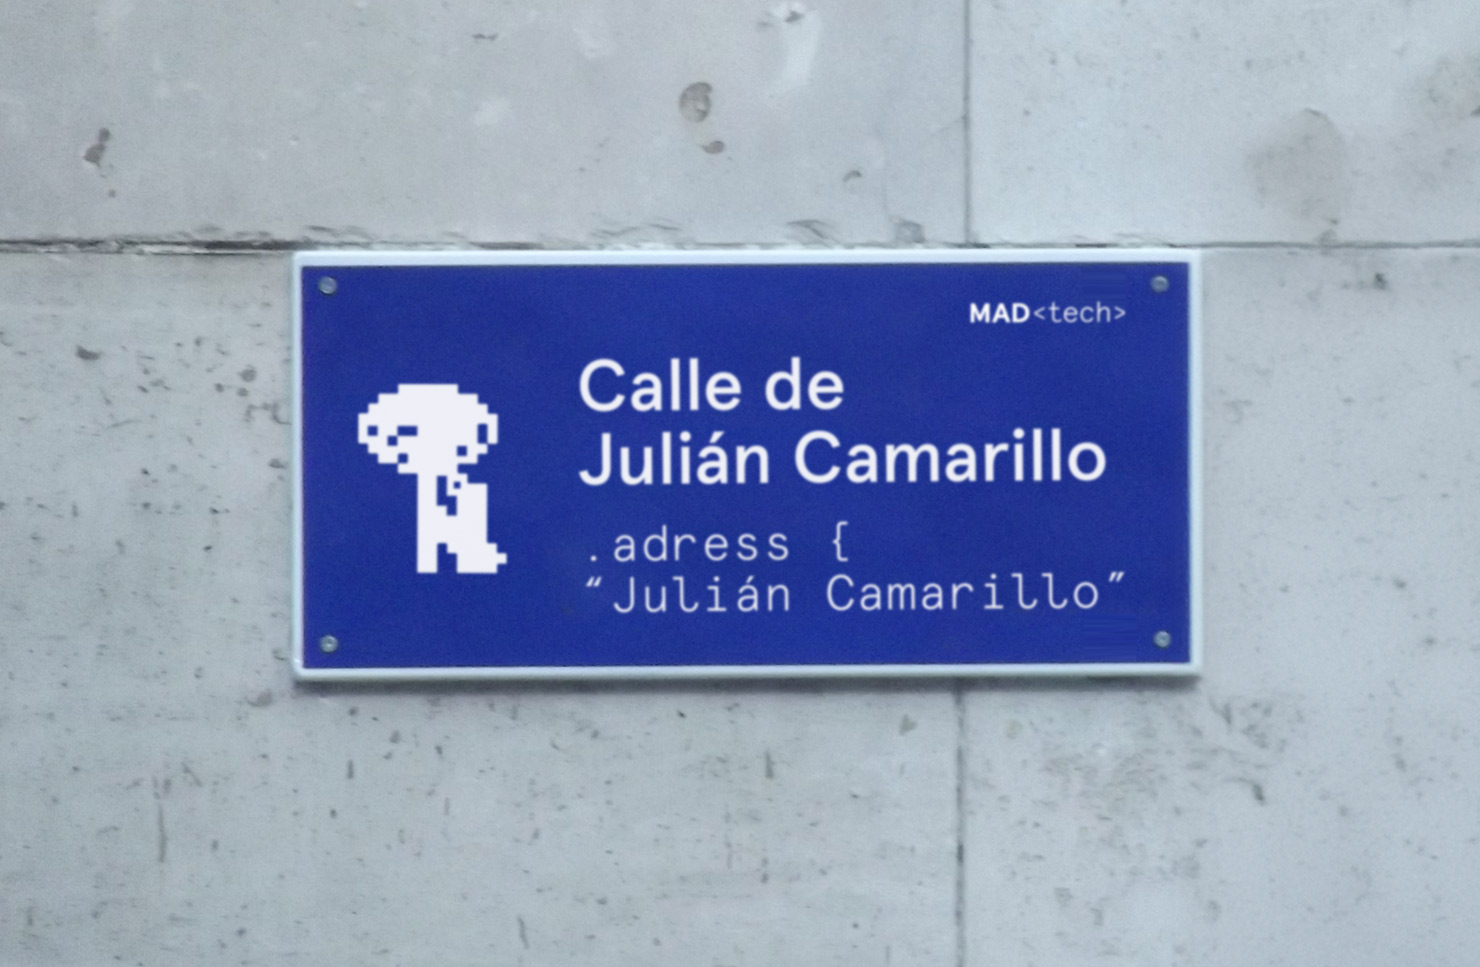 MAD<tech>
Calle de
Julián Camarillo
.adress {
“Julián Camarillo”